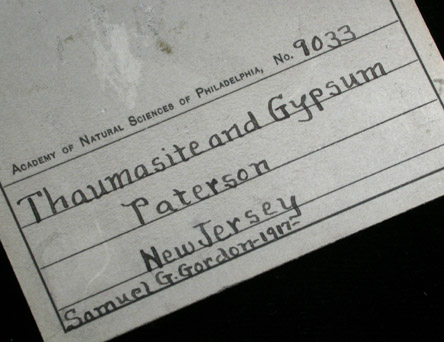 ACADEMY OF NATURAL SCIENCES OF PHILADELPHIA, No. 9033
Thaumasite and Gypsum
Paterson
New Jersey
Samuel G. Gordon-1917-